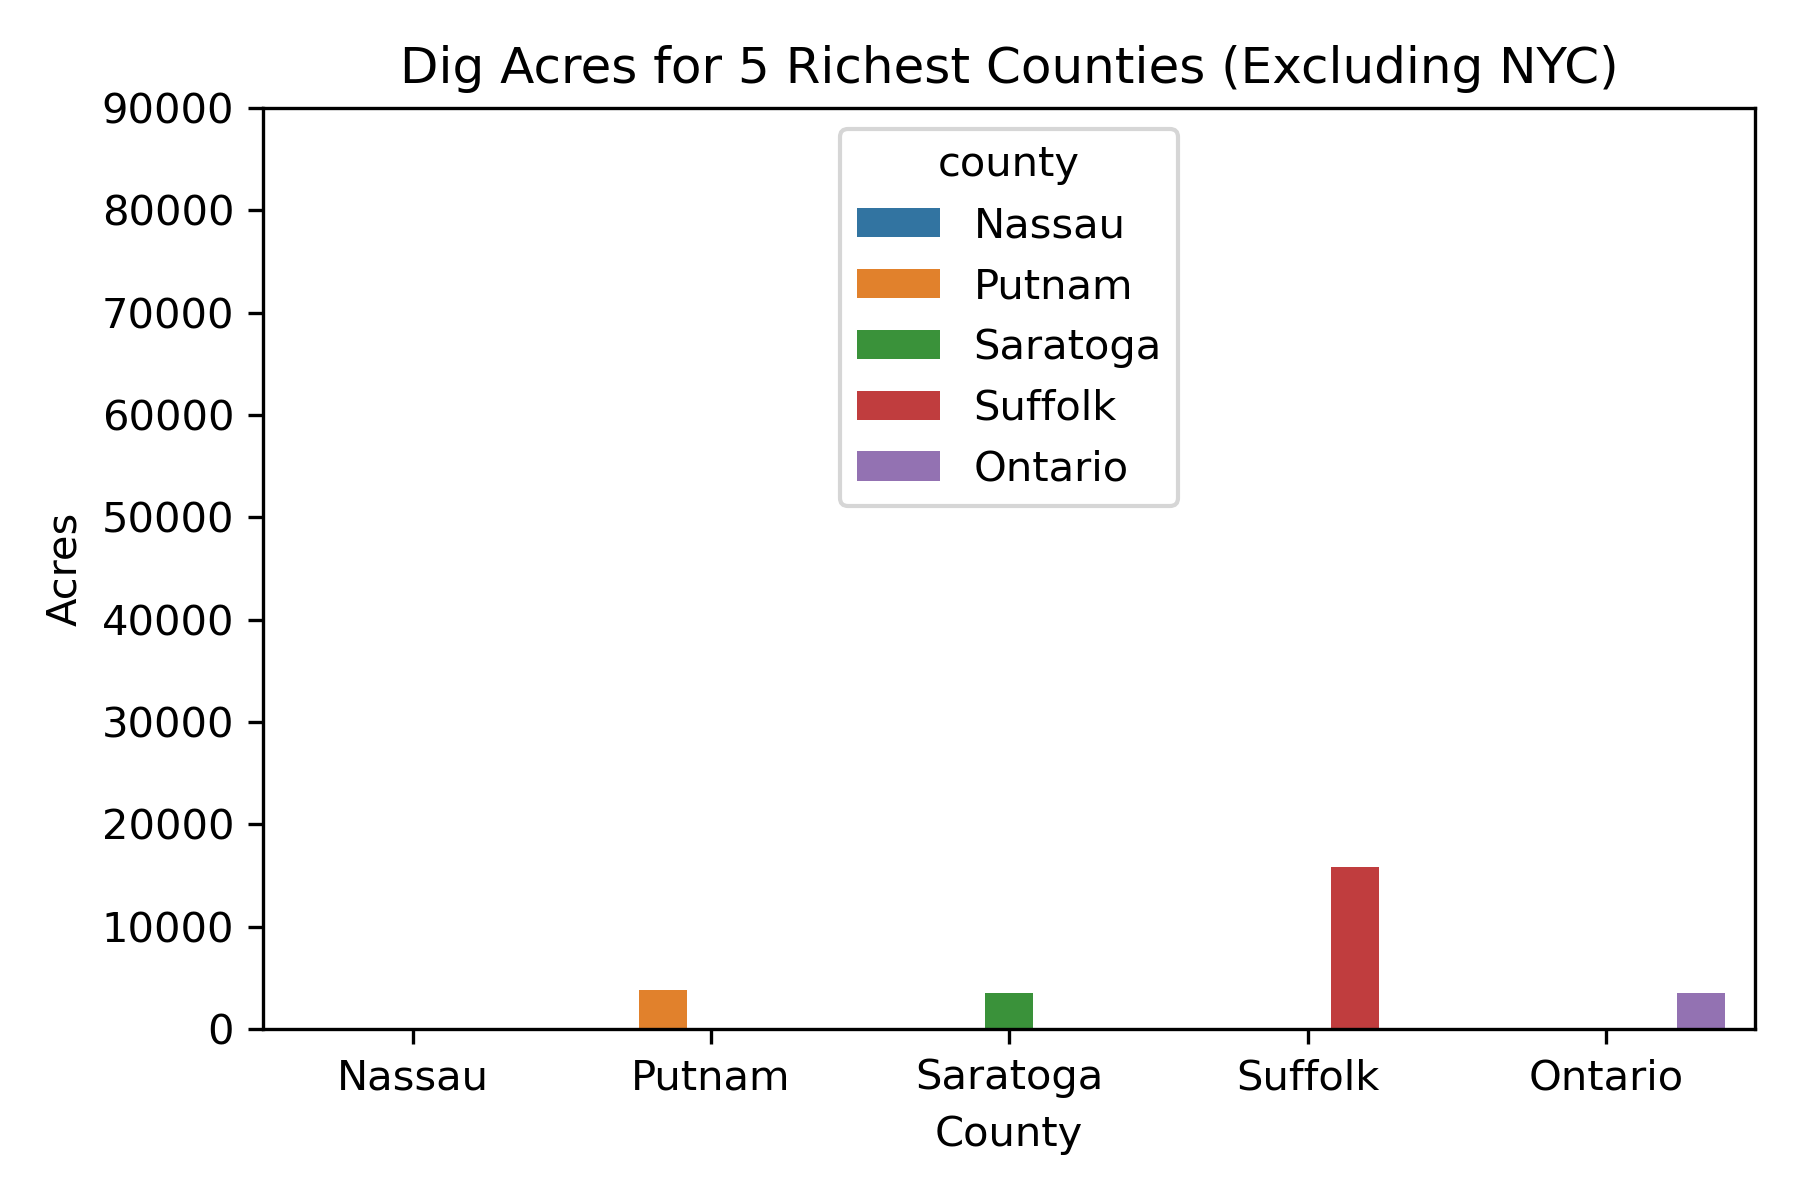 Dig Acres for 5 Richest Counties (Excluding NYC)
90000
80000
70000
60000
50000
40000
30000
20000
10000
0
Acres
county
Nassau
Putnam
Saratoga
Suffolk
Ontario
Nassau Putnam Saratoga Suffolk Ontario
County